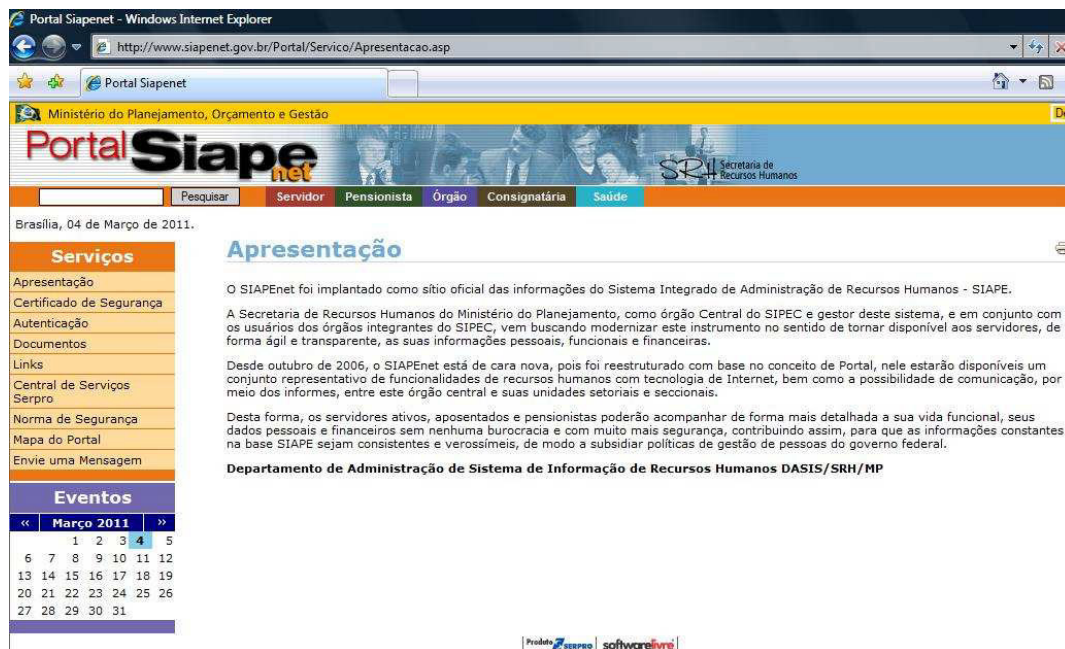 Portal Siapenet - Windows Internet Explorer
http://www.siapenet.gov.br/Portal/Servico/Apresentacao.asp
Portal Siapenet
Ministério do Planejamento, Orçamento e Gestão
Portal Siape net
SRH Secretaria de Recursos Humanos
Pesquisar Servidor Pensionista Órgão Consignatária Saúde
Brasília, 04 de Março de 2011.
Serviços
Apresentação
Certificado de Segurança
Autenticação
Documentos
Links
Central de Serviços
Serpro
Norma de Segurança
Mapa do Portal
Envie uma Mensagem
Eventos
« Março 2011 »
1 2 3 4 5
6 7 8 9 10 11 12
13 14 15 16 17 18 19
20 21 22 23 24 25 26
27 28 29 30 31
Apresentação
O SIAPEnet foi implantado como sítio oficial das informações do Sistema Integrado de Administração de Recursos Humanos - SIAPE.
A Secretaria de Recursos Humanos do Ministério do Planejamento, como órgão Central do SIPEC e gestor deste sistema, e em conjunto com
os usuários dos órgãos integrantes do SIPEC, vem buscando modernizar este instrumento no sentido de tornar disponível aos servidores, de
forma ágil e transparente, as suas informações pessoais, funcionais e financeiras.
Desde outubro de 2006, o SIAPEnet está de cara nova, pois foi reestruturado com base no conceito de Portal, nele estarão disponíveis um
conjunto representativo de funcionalidades de recursos humanos com tecnologia de Internet, bem como a possibilidade de comunicação, por
meio dos informes, entre este órgão central e suas unidades setoriais e seccionais.
Desta forma, os servidores ativos, aposentados e pensionistas poderão acompanhar de forma mais detalhada a sua vida funcional, seus
dados pessoais e financeiros sem nenhuma burocracia e com muito mais segurança, contribuindo assim, para que as informações constantes
na base SIAPE sejam consistentes e verossímeis, de modo a subsidiar políticas de gestão de pessoas do governo federal.
Departamento de Administração de Sistema de Informação de Recursos Humanos DASIS/SRH/MP
Produto SERPRO softwarelivre